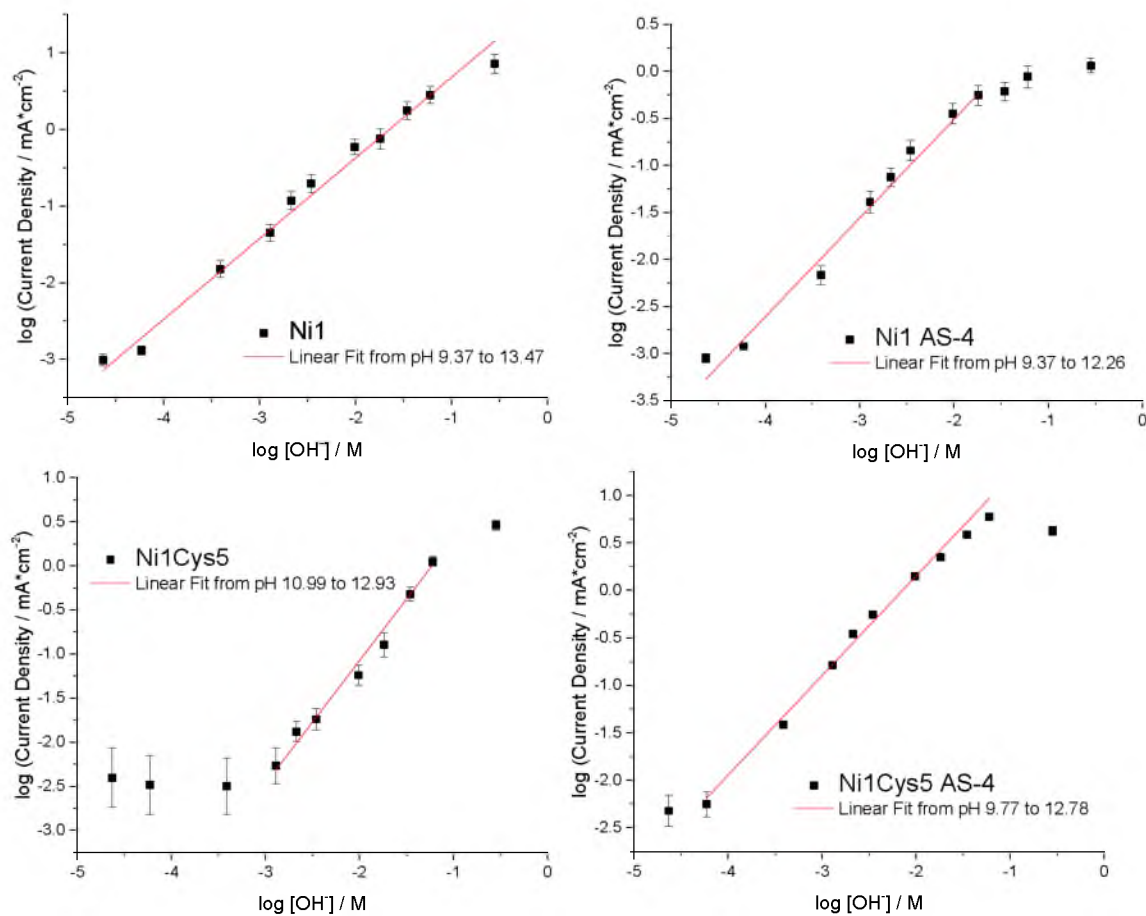 log (Current Density / mA*cm-2)
1
0
-1
-2
-3
Ni1
Linear Fit from pH 9.37 to 13.47
-5 -4 -3 -2 -1 0
log [OH-] / M
log (Current Density / mA*cm-2)
0.5
0.0
-0.5
-1.0
-1.5
-2.0
-2.5
-3.0
-3.5
Ni1 AS-4
Linear Fit from pH 9.37 to 12.26
-5 -4 -3 -2 -1 0
log [OH-] / M
log (Current Density / mA*cm-2)
1.0
0.5
0.0
-0.5
-1.0
-1.5
-2.0
-2.5
-3.0
Ni1Cys5
Linear Fit from pH 10.99 to 12.93
-5 -4 -3 -2 -1 0
log [OH-] / M
log (Current Density / mA*cm-2)
1.0
0.5
0.0
-0.5
-1.0
-1.5
-2.0
-2.5
Ni1Cys5 AS-4
Linear Fit from pH 9.77 to 12.78
-5 -4 -3 -2 -1 0
log [OH-] / M